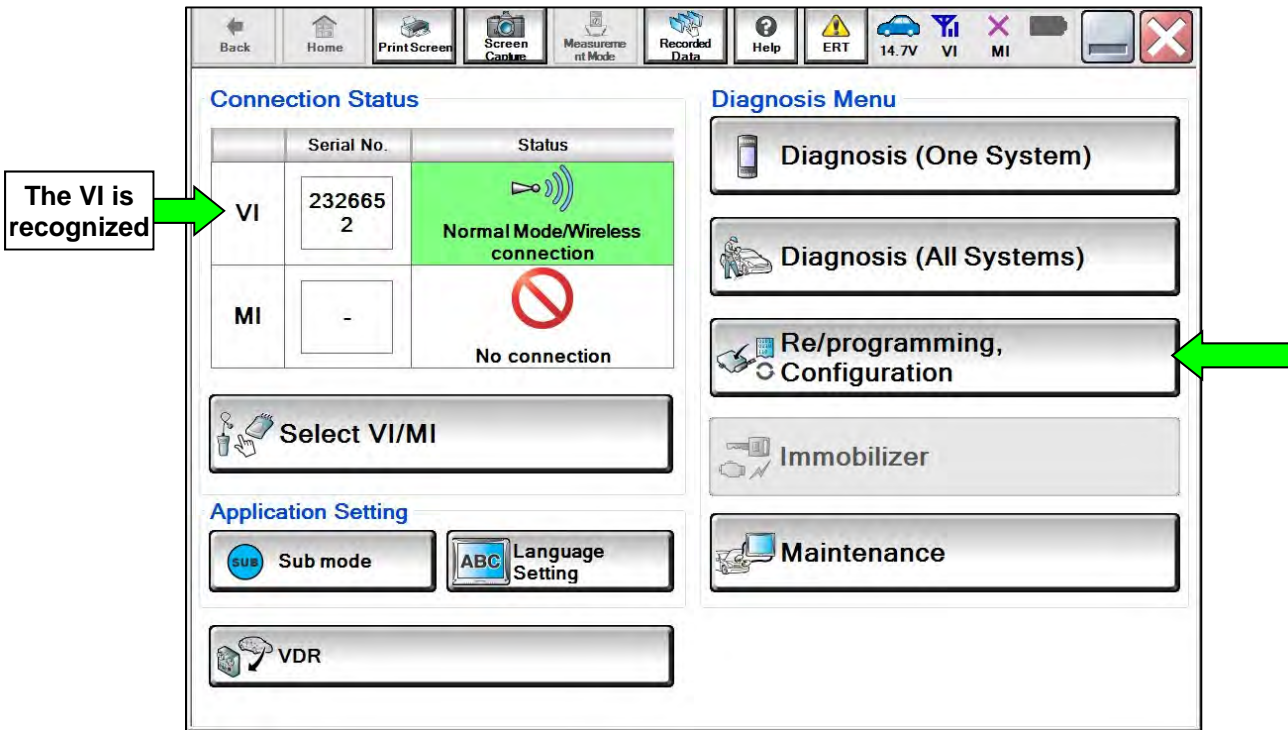 Back
Home
Print Screen
Screen
Capture
Measureme
nt Mode
Recorded
Data
Help
ERT
14.7V
VI
MI
Connection Status
Serial No.
Status
VI
232665
2
Normal Mode/Wireless
connection
MI
-
No connection
Select VI/MI
Application Setting
SUB
Sub mode
ABC
Language
Setting
VDR
Diagnosis Menu
Diagnosis (One System)
Diagnosis (All Systems)
Re/programming,
Configuration
Immobilizer
Maintenance
The VI is
recognized